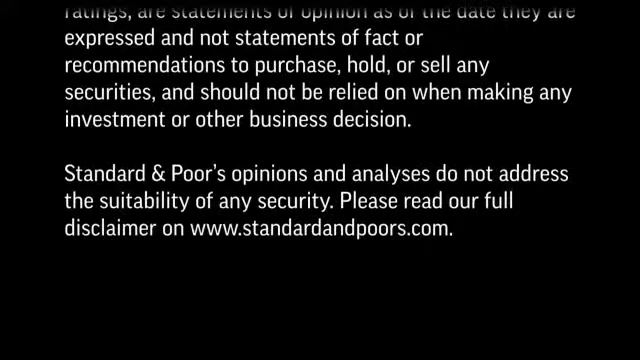 ratings, are statements of opinion as of the date they are
expressed and not statements of fact or
recommendations to purchase, hold, or sell any
securities, and should not be relied on when making any
investment or other business decision.
Standard & Poor’s opinions and analyses do not address
the suitability of any security. Please read our full
disclaimer on www.standardandpoors.com.